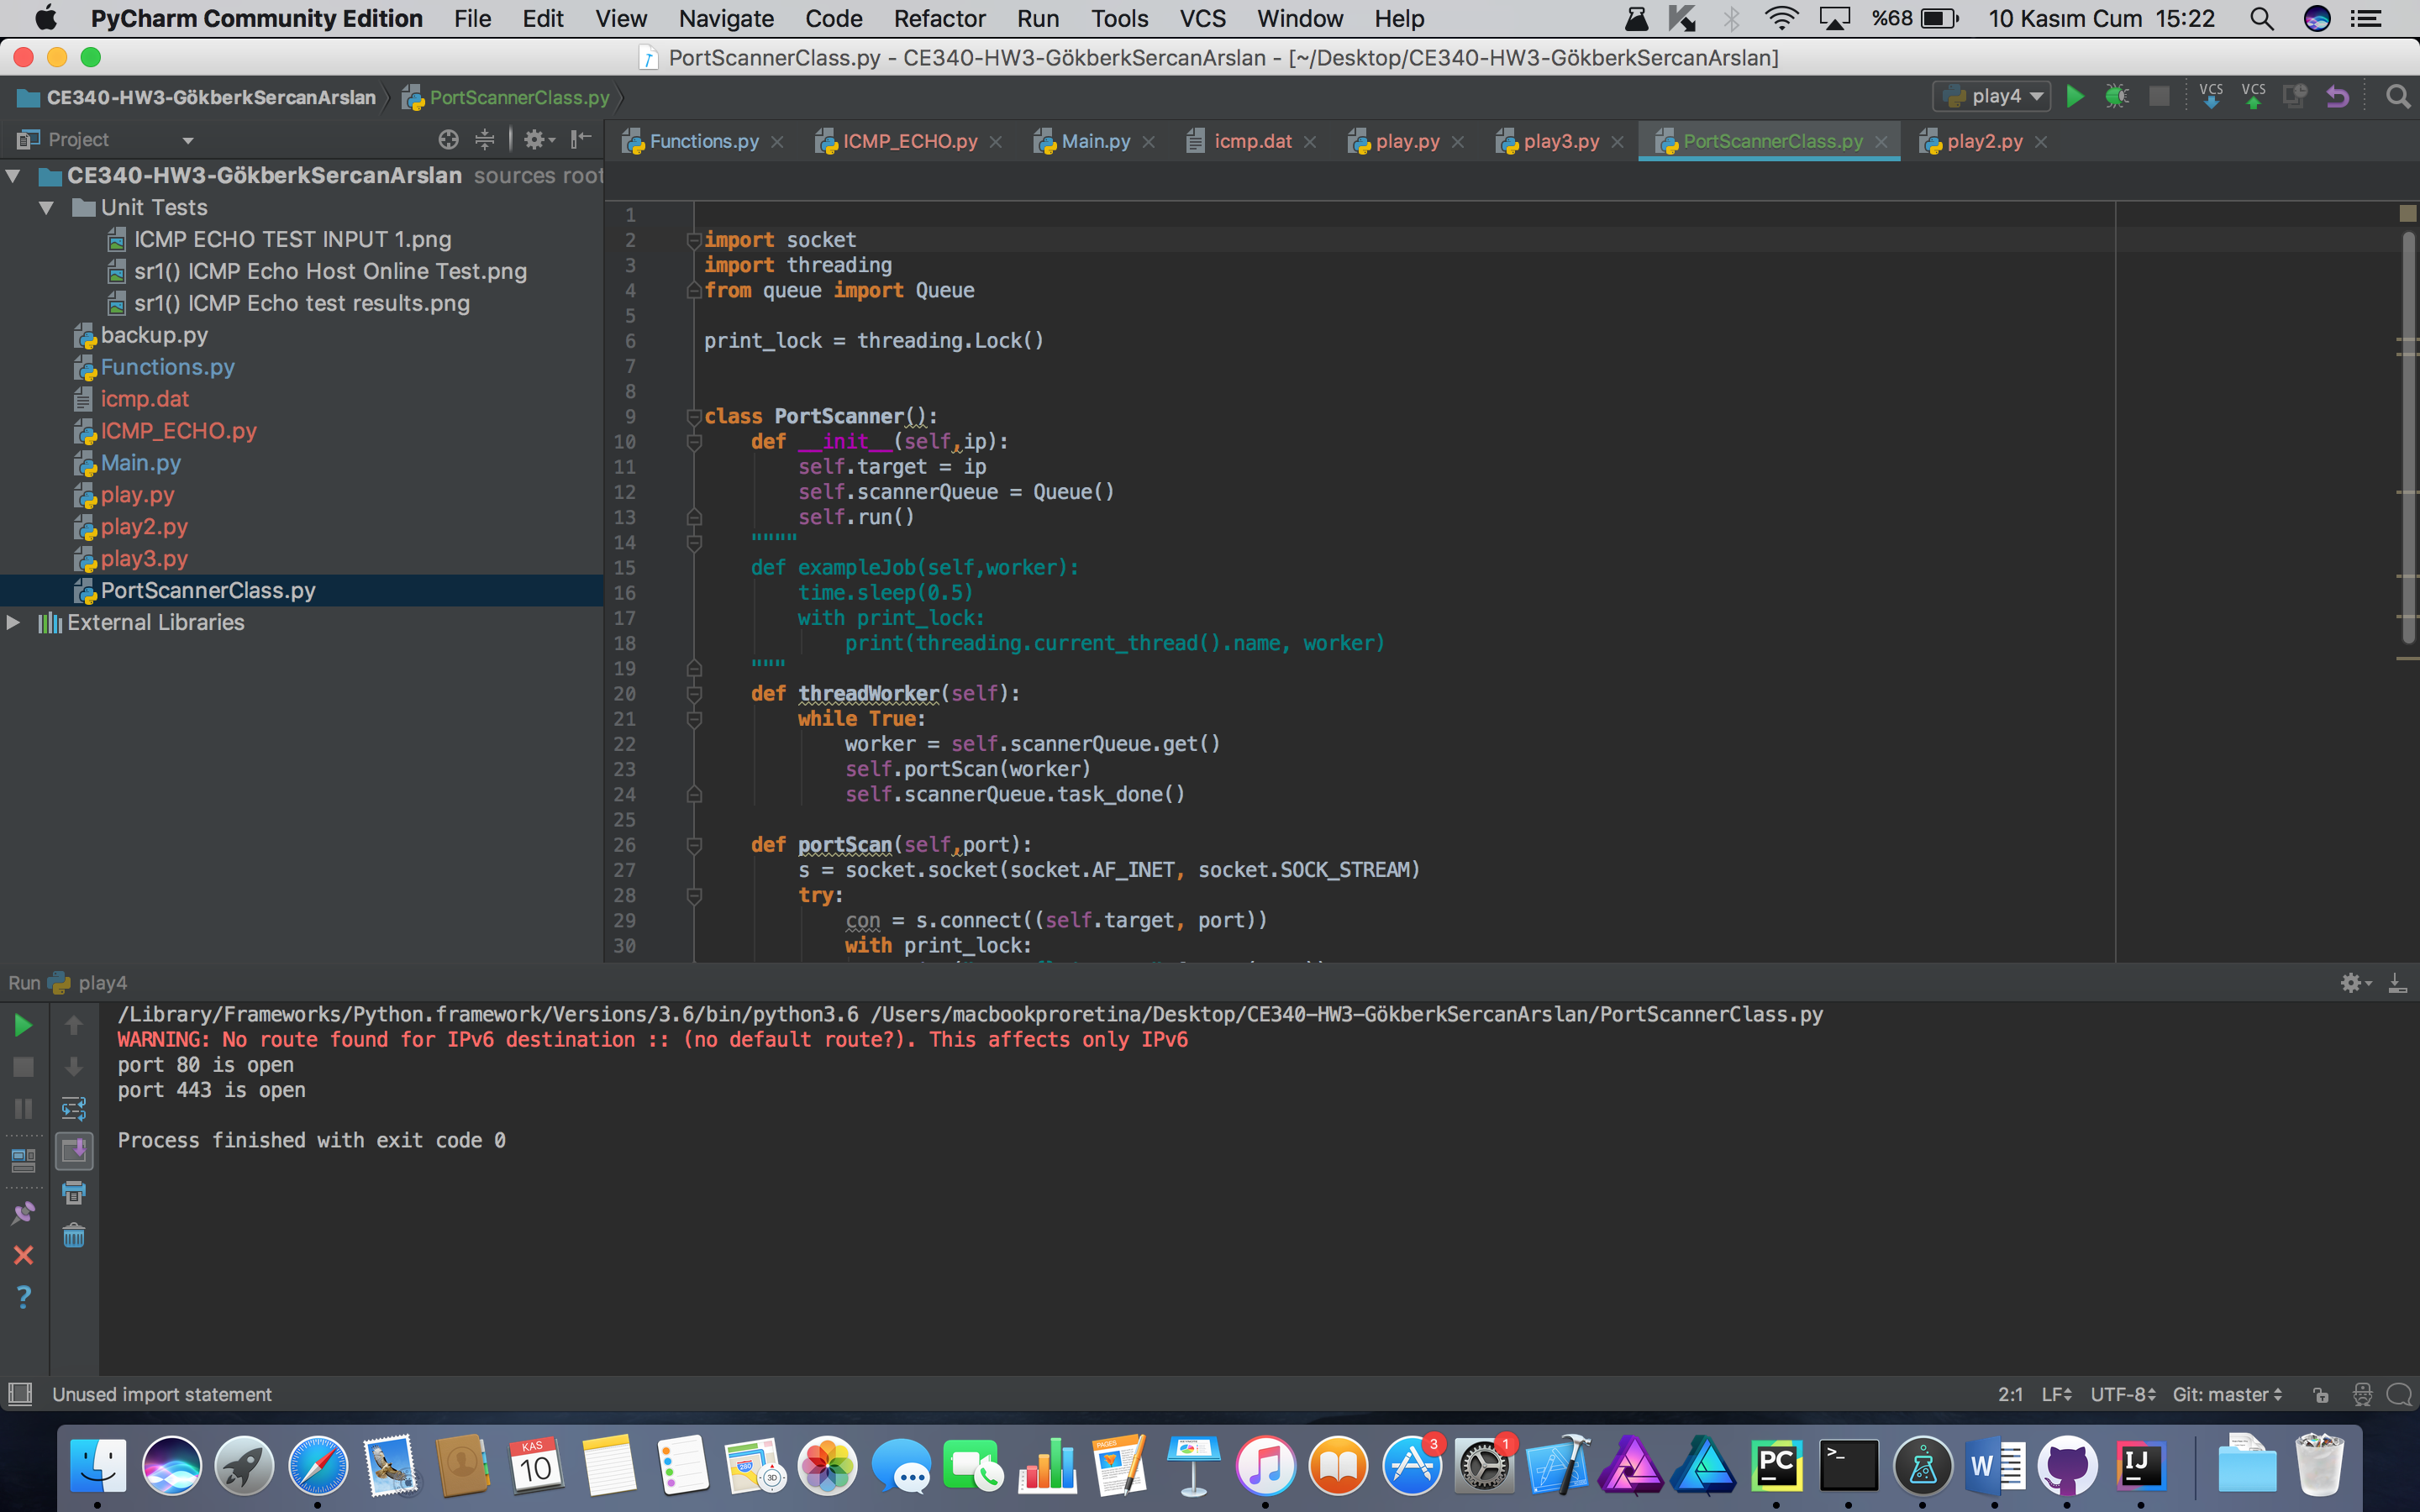 PyCharm Community Edition File Edit View Navigate Code Refactor Run Tools VCS Window Help %68 10 Kasım Cum 15:22
PortScannerClass.py - CE340-HW3-GökberkSercanArslan - [~/Desktop/CE340-HW3-GökberkSercanArslan]
CE340-HW3-GökberkSercanArslan PortScannerClass.py play4 VCS VCS
Project
Functions.py ICMP_ECHO.py Main.py icmp.dat play.py play3.py PortScannerClass.py play2.py
CE340-HW3-GökberkSercanArslan sources root
Unit Tests
ICMP ECHO TEST INPUT 1.png
sr1() ICMP Echo Host Online Test.png
sr1() ICMP Echo test results.png
backup.py
Functions.py
icmp.dat
ICMP_ECHO.py
Main.py
play.py
play2.py
play3.py
PortScannerClass.py
External Libraries
1
2 import socket
3 import threading
4 from queue import Queue
5
6 print_lock = threading.Lock()
7
8
9 class PortScanner():
10 def __init__(self,ip):
11 self.target = ip
12 self.scannerQueue = Queue()
13 self.run()
14 """"
15 def exampleJob(self,worker):
16 time.sleep(0.5)
17 with print_lock:
18 print(threading.current_thread().name, worker)
19 """
20 def threadWorker(self):
21 while True:
22 worker = self.scannerQueue.get()
23 self.portScan(worker)
24 self.scannerQueue.task_done()
25
26 def portScan(self,port):
27 s = socket.socket(socket.AF_INET, socket.SOCK_STREAM)
28 try:
29 con = s.connect((self.target, port))
30 with print_lock:
Run play4
/Library/Frameworks/Python.framework/Versions/3.6/bin/python3.6 /Users/macbookproretina/Desktop/CE340-HW3-GökberkSercanArslan/PortScannerClass.py
WARNING: No route found for IPv6 destination :: (no default route?). This affects only IPv6
port 80 is open
port 443 is open
Process finished with exit code 0
Unused import statement 2:1 LF UTF-8 Git: master
KAS
10
280
3D
PAGES
3
1
PC
>_
W
IJ